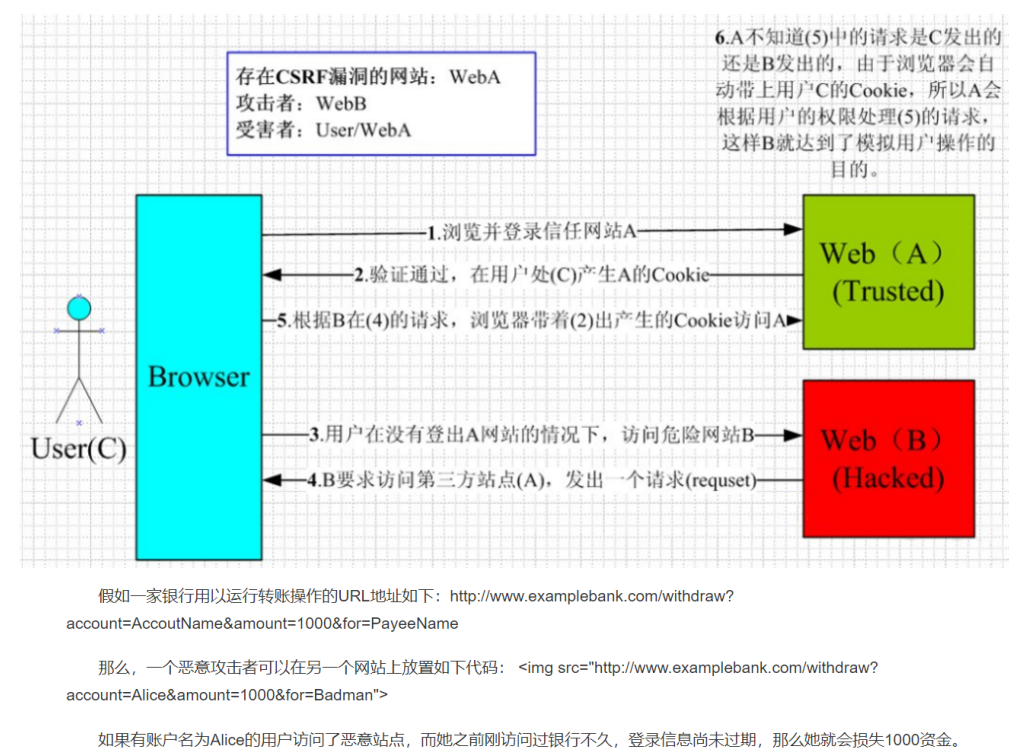 存在CSRF漏洞的网站：WebA
攻击者：WebB
受害者：User/WebA
6.A不知道(5)中的请求是C发出的
还是B发出的，由于浏览器会自
动带上用户C的Cookie，所以A会
根据用户的权限处理(5)的请求，
这样B就达到了模拟用户操作的
目的。
1.浏览并登录信任网站A
2.验证通过，在用户处(C)产生A的Cookie
5.根据B在(4)的请求，浏览器带着(2)出产生的Cookie访问A
Web（A）
(Trusted)
Browser
User(C)
3.用户在没有登出A网站的情况下，访问危险网站B
4.B要求访问第三方站点(A)，发出一个请求(requset)
Web（B）
(Hacked)
假如一家银行用以运行转账操作的URL地址如下：http://www.examplebank.com/withdraw?
account=AccoutName&amount=1000&for=PayeeName
那么，一个恶意攻击者可以在另一个网站上放置如下代码： <img src="http://www.examplebank.com/withdraw?
account=Alice&amount=1000&for=Badman">
如果有账户名为Alice的用户访问了恶意站点，而她之前刚访问过银行不久，登录信息尚未过期，那么她就会损失1000资金。